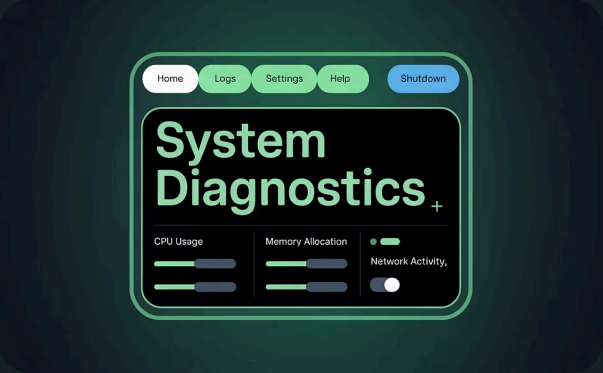 Home Logs Settings Help Shutdown
System
Diagnostics +
CPU Usage Memory Allocation
Network Activity,